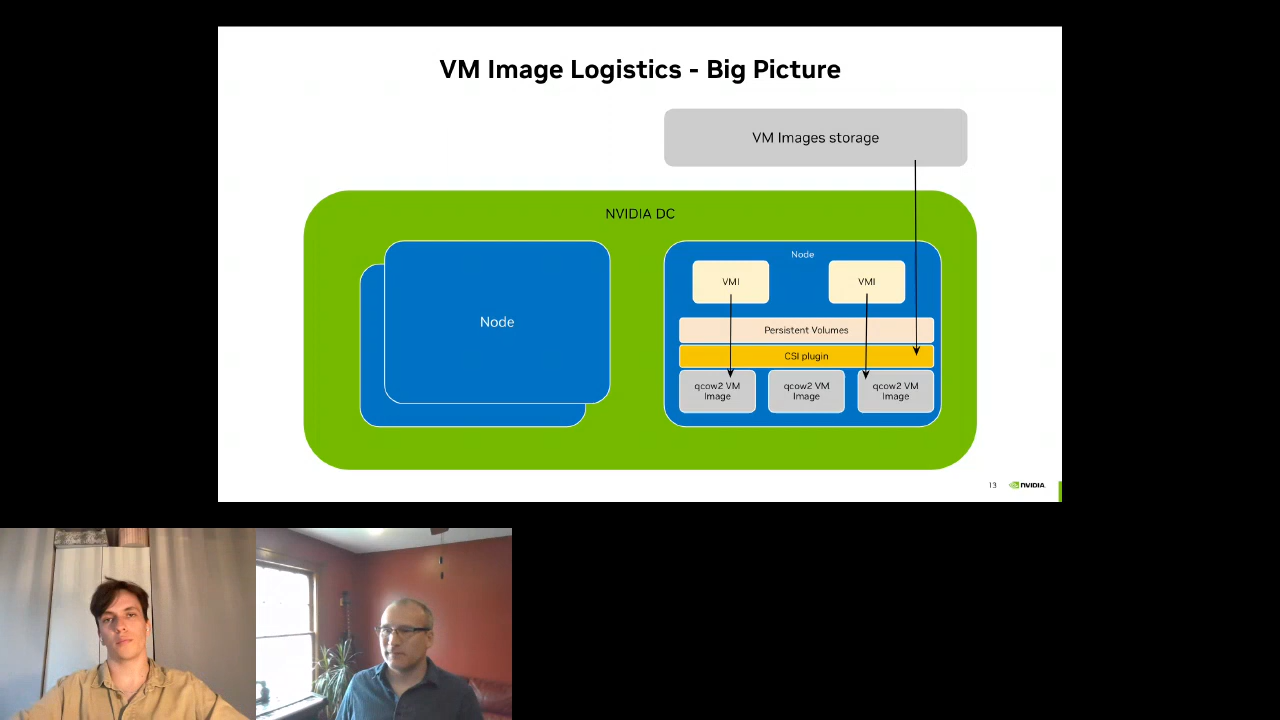 VM Image Logistics - Big Picture
VM Images storage
NVIDIA DC
Node
Node
VMI
VMI
Persistent Volumes
CSI plugin
qcow2 VM
Image
qcow2 VM
Image
qcow2 VM
Image
13
NVIDIA